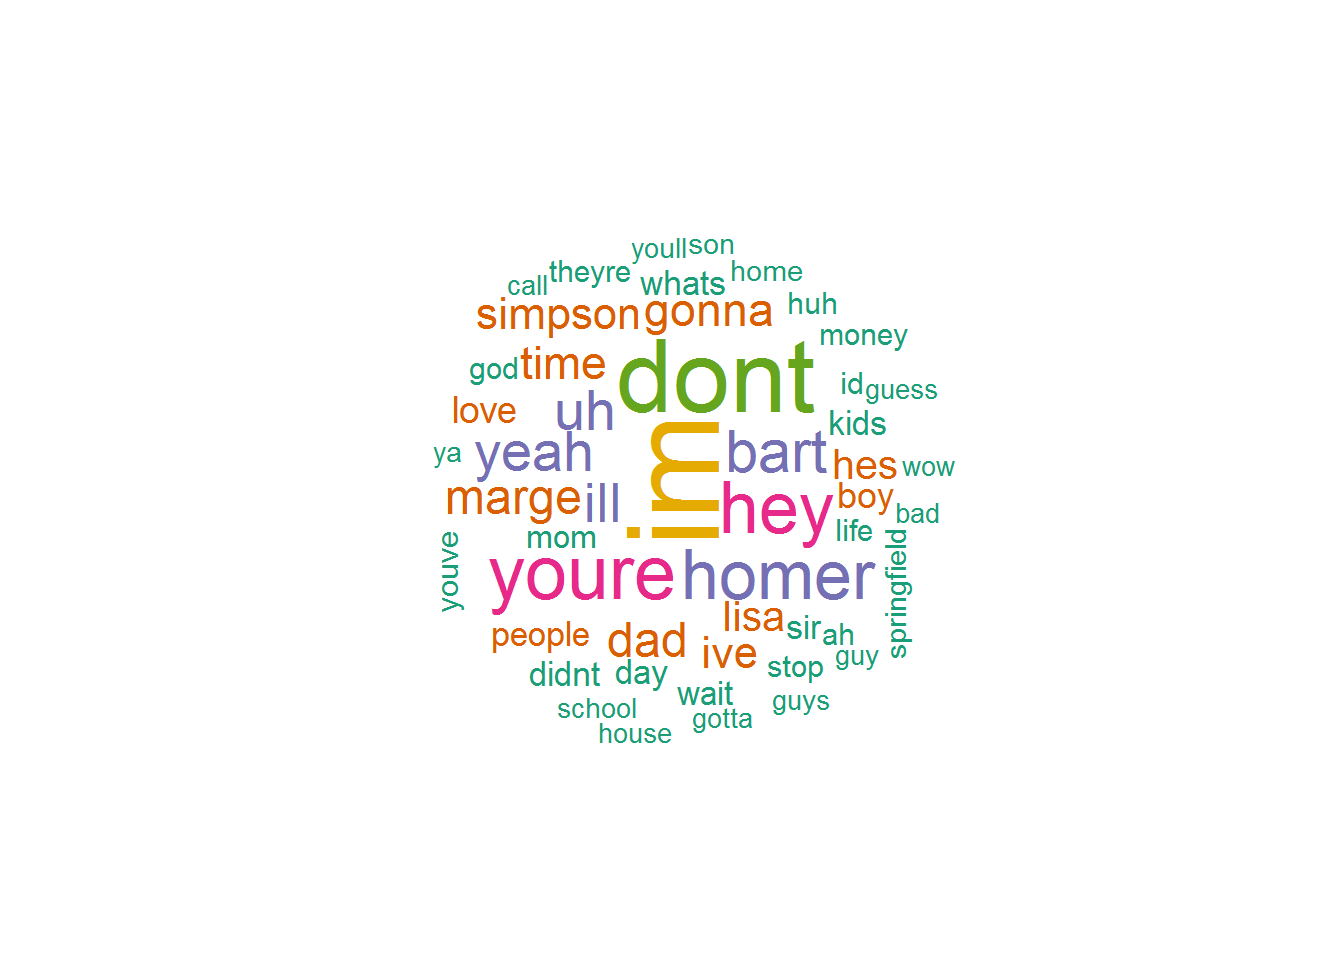 youll son
call theyre whats home
simpson gonna huh
money
god time dont
id guess
love uh kids
ya yeah im bart hes wow
marge ill hey boy bad
mom life
youve youre homer springfield
lisa
people dad ive sir ah guy
didnt day stop
wait guys
school gotta
house